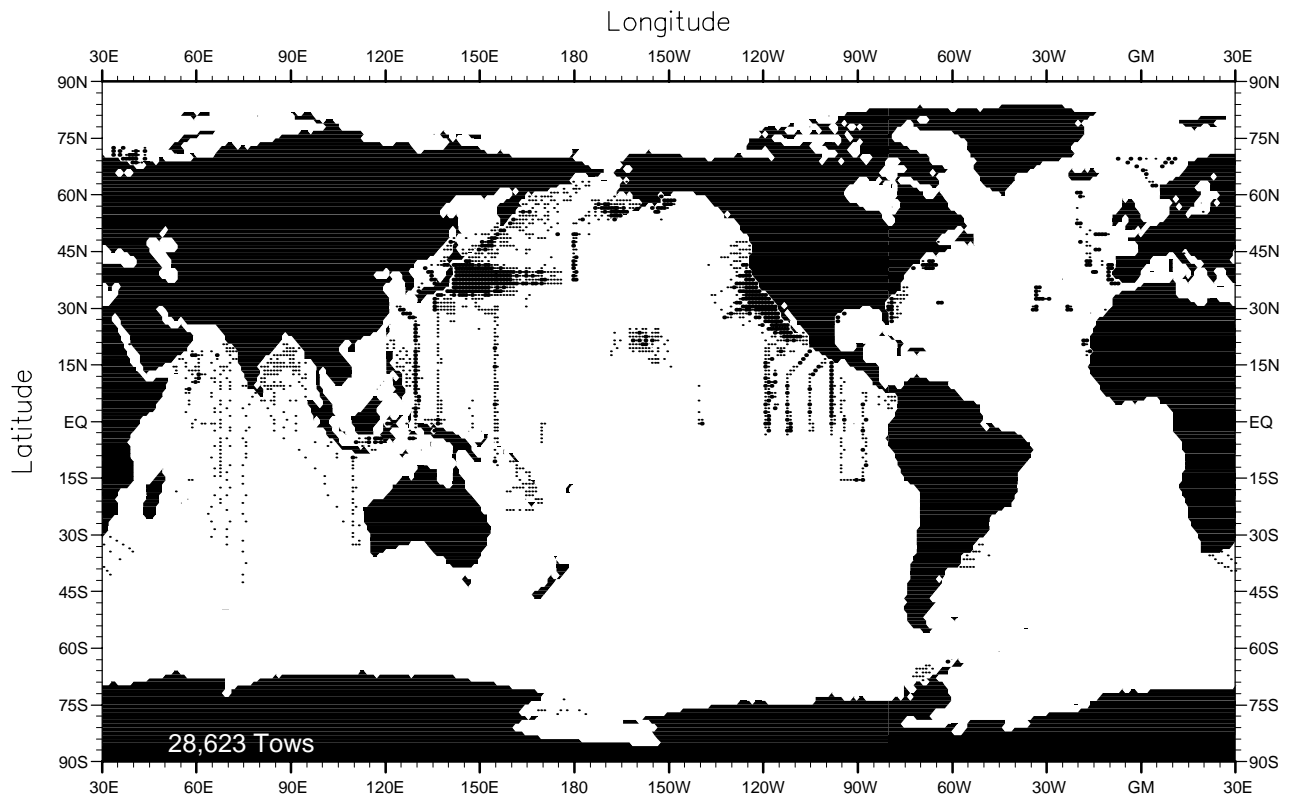 Longitude
30E 60E 90E 120E 150E 180 150W 120W 90W 60W 30W GM 30E
90N 90N
75N 75N
60N 60N
45N 45N
30N 30N
15N 15N
Latitude
EQ EQ
15S 15S
30S 30S
45S 45S
60S 60S
75S 75S
28,623 Tows
90S 90S
30E 60E 90E 120E 150E 180 150W 120W 90W 60W 30W GM 30E